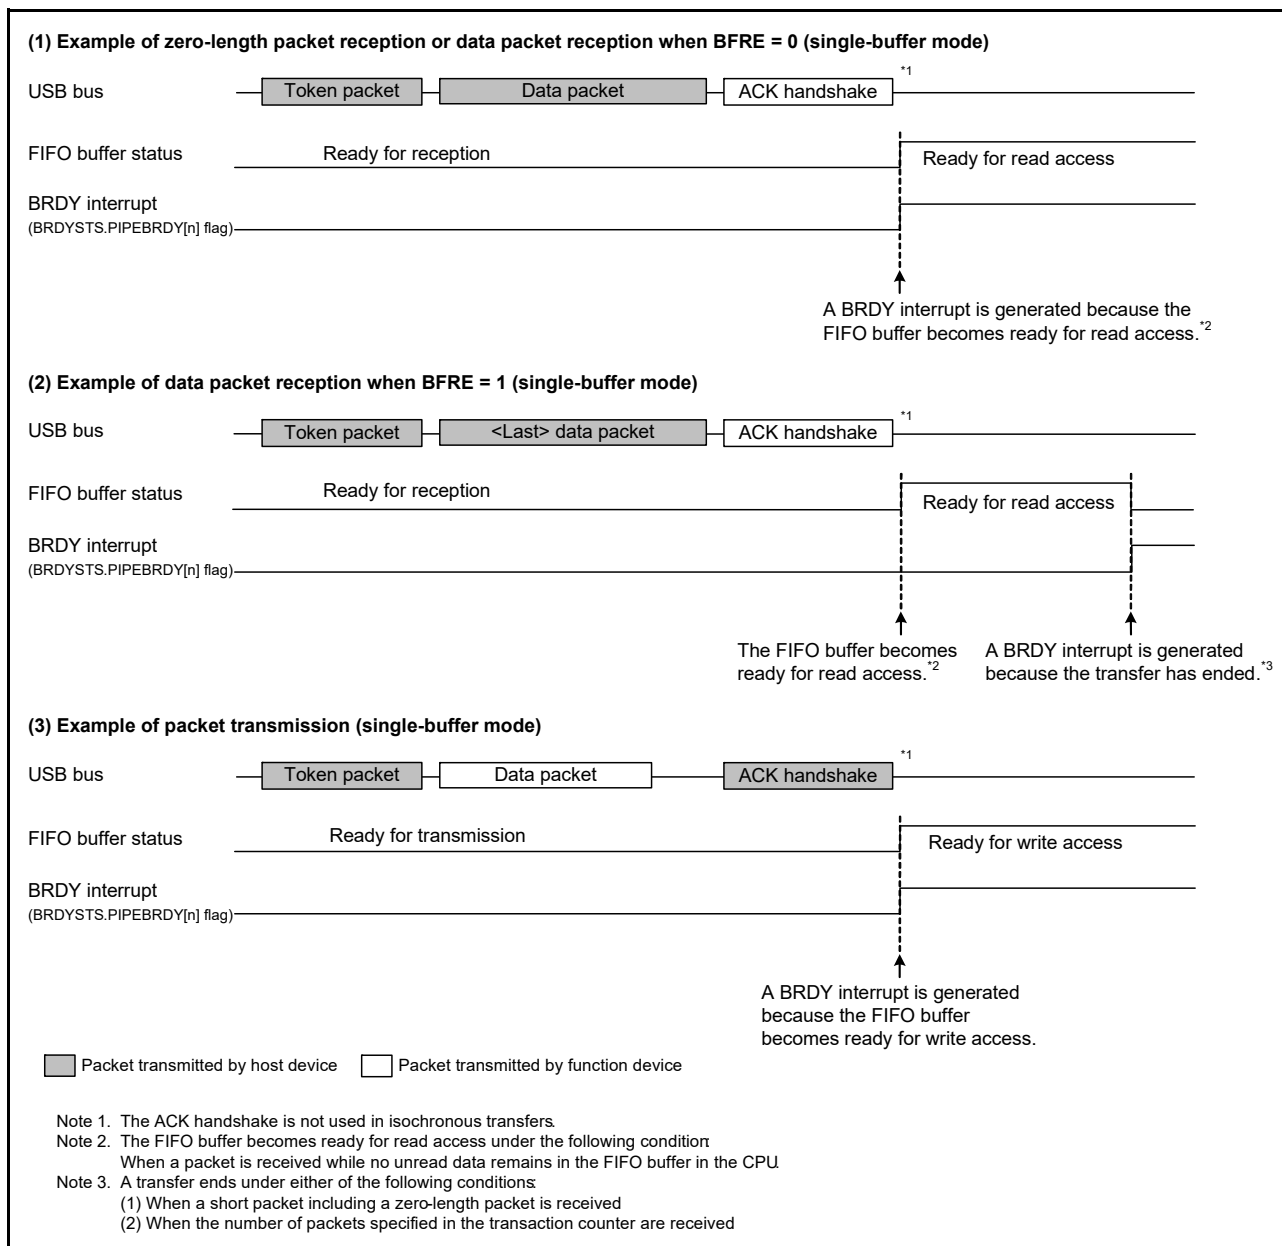 (1) Example of zero-length packet reception or data packet reception when BFRE = 0 (single-buffer mode)
*1
USB bus
Token packet
Data packet
ACK handshake
FIFO buffer status
Ready for reception
Ready for read access
BRDY interrupt
(BRDYSTS.PIPEBRDY[n] flag)
A BRDY interrupt is generated because the
FIFO buffer becomes ready for read access.*2
(2) Example of data packet reception when BFRE = 1 (single-buffer mode)
*1
USB bus
Token packet
<Last> data packet
ACK handshake
FIFO buffer status
Ready for reception
Ready for read access
BRDY interrupt
(BRDYSTS.PIPEBRDY[n] flag)
The FIFO buffer becomes
ready for read access.*2
A BRDY interrupt is generated
because the transfer has ended.*3
(3) Example of packet transmission (single-buffer mode)
*1
USB bus
Token packet
Data packet
ACK handshake
FIFO buffer status
Ready for transmission
Ready for write access
BRDY interrupt
(BRDYSTS.PIPEBRDY[n] flag)
A BRDY interrupt is generated
because the FIFO buffer
becomes ready for write access.
Packet transmitted by host device
Packet transmitted by function device
Note 1. The ACK handshake is not used in isochronous transfers.
Note 2. The FIFO buffer becomes ready for read access under the following condition:
When a packet is received while no unread data remains in the FIFO buffer in the CPU.
Note 3. A transfer ends under either of the following conditions:
(1) When a short packet including a zero-length packet is received
(2) When the number of packets specified in the transaction counter are received